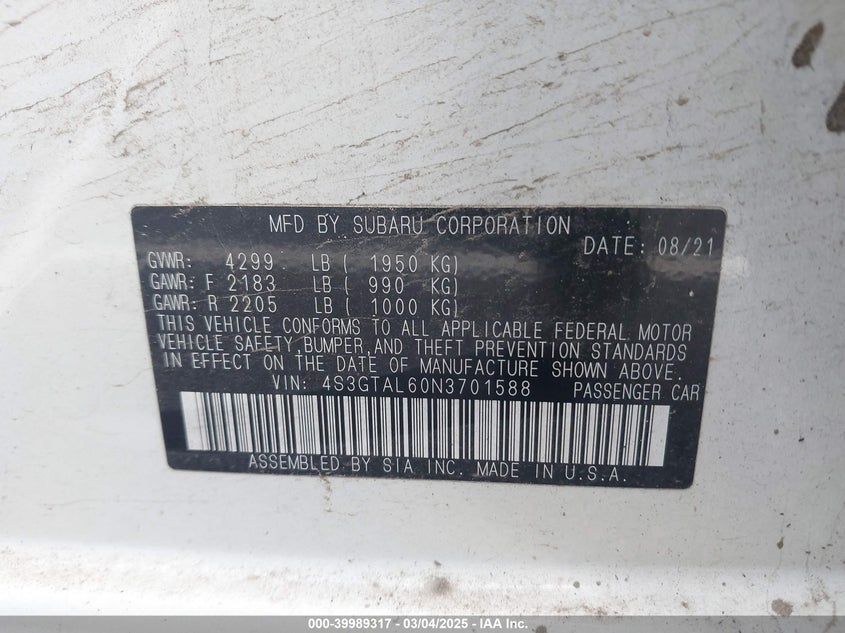 MFD BY SUBARU CORPORATION
DATE: 08/21
GVWR: 4299 LB ( 1950 KG)
GAWR: F 2183 LB ( 990 KG)
GAWR: R 2205 LB ( 1000 KG)
THIS VEHICLE CONFORMS TO ALL APPLICABLE FEDERAL MOTOR
VEHICLE SAFETY, BUMPER, AND THEFT PREVENTION STANDARDS
IN EFFECT ON THE DATE OF MANUFACTURE SHOWN ABOVE.
VIN: 4S3GTAL60N3701588 PASSENGER CAR
ASSEMBLED BY SIA INC. MADE IN U.S.A.
000-39989317 - 03/04/2025 - IAA Inc.